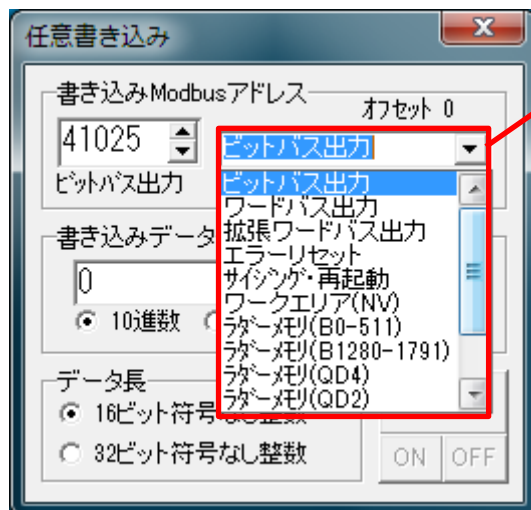 任意書き込み
書き込みModbusアドレス
オフセット 0
41025
ビットバス出力
ビットバス出力
ビットバス出力
ワードバス出力
拡張ワードバス出力
エラーリセット
サイジング・再起動
ワークエリア(NV)
ラダーメモリ(B0-511)
ラダーメモリ(B1280-1791)
ラダーメモリ(QD4)
ラダーメモリ(QD2)
書き込みデータ
0
10進数
データ長
16ビット符号なし整数
32ビット符号なし整数
ON
OFF